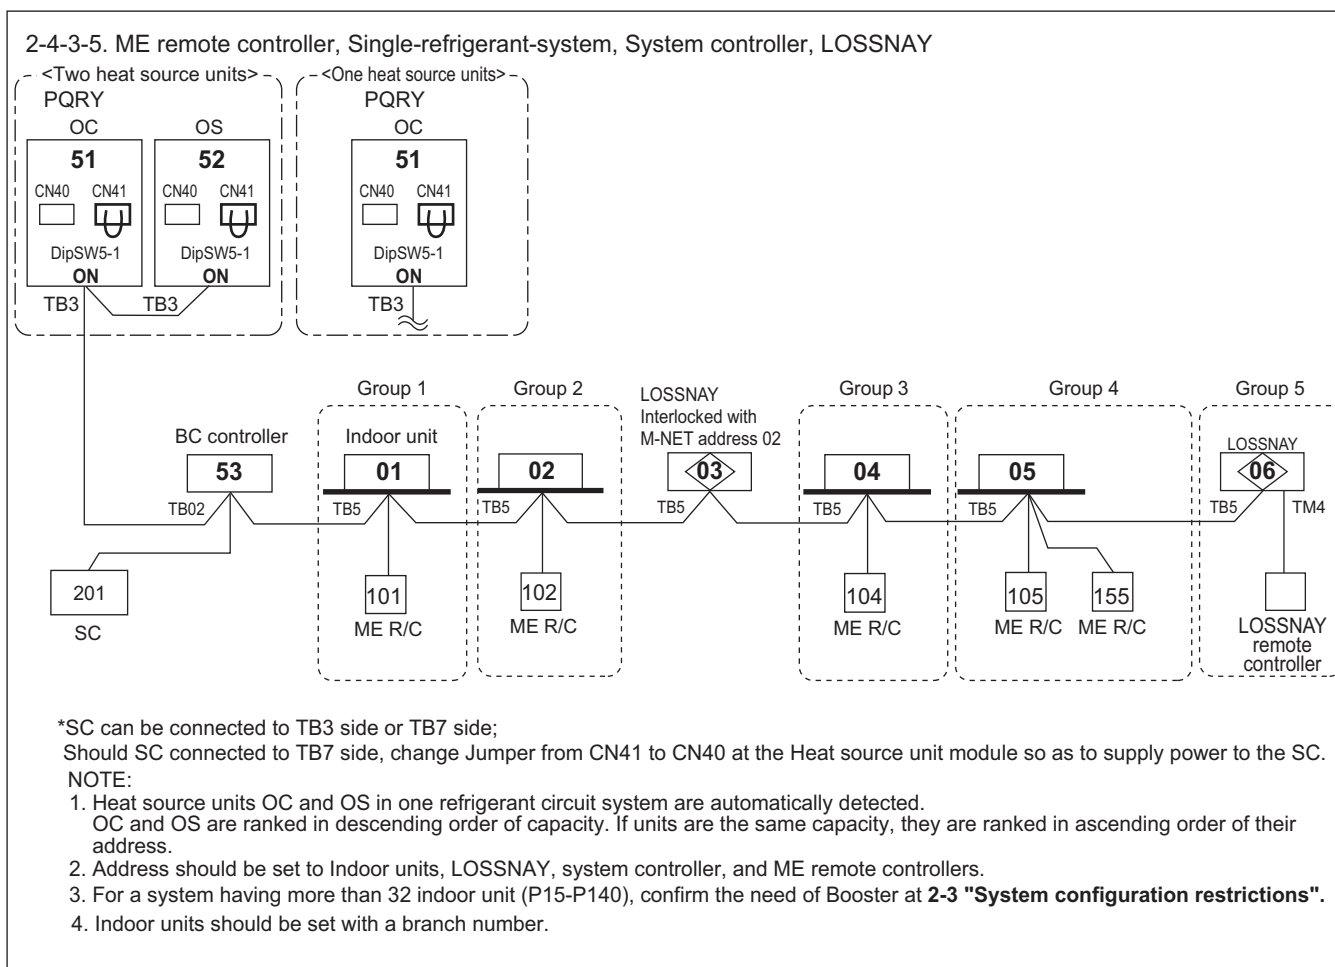 2-4-3-5. ME remote controller, Single-refrigerant-system, System controller, LOSSNAY
<Two heat source units>
<One heat source units>
PQRY
PQRY
OC
OS
OC
51
52
51
CN40
CN41
CN40
CN41
CN40
CN41
DipSW5-1
DipSW5-1
DipSW5-1
ON
ON
ON
TB3
TB3
TB3
Group 1
Group 2
LOSSNAY
Interlocked with
M-NET address 02
Group 3
Group 4
Group 5
BC controller
Indoor unit
LOSSNAY
53
01
02
03
04
05
06
TB02
TB5
TB5
TB5
TB5
TB5
TB5
TM4
201
101
102
104
105
155
SC
ME R/C
ME R/C
ME R/C
ME R/C
ME R/C
LOSSNAY
remote
controller
*SC can be connected to TB3 side or TB7 side;
Should SC connected to TB7 side, change Jumper from CN41 to CN40 at the Heat source unit module so as to supply power to the SC.
NOTE:
1. Heat source units OC and OS in one refrigerant circuit system are automatically detected.
OC and OS are ranked in descending order of capacity. If units are the same capacity, they are ranked in ascending order of their
address.
2. Address should be set to Indoor units, LOSSNAY, system controller, and ME remote controllers.
3. For a system having more than 32 indoor unit (P15-P140), confirm the need of Booster at 2-3 "System configuration restrictions".
4. Indoor units should be set with a branch number.